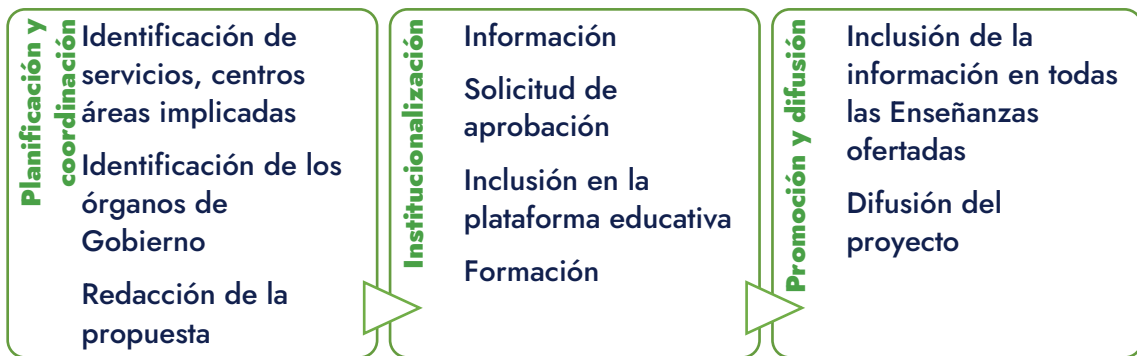 Planificación y
coordinación
Identificación de
servicios, centros
áreas implicadas
Identificación de los
órganos de
Gobierno
Redacción de la
propuesta
Institucionalización
Información
Solicitud de
aprobación
Inclusión en la
plataforma educativa
Formación
Promoción y difusión
Inclusión de la
información en todas
las Enseñanzas
ofertadas
Difusión del
proyecto